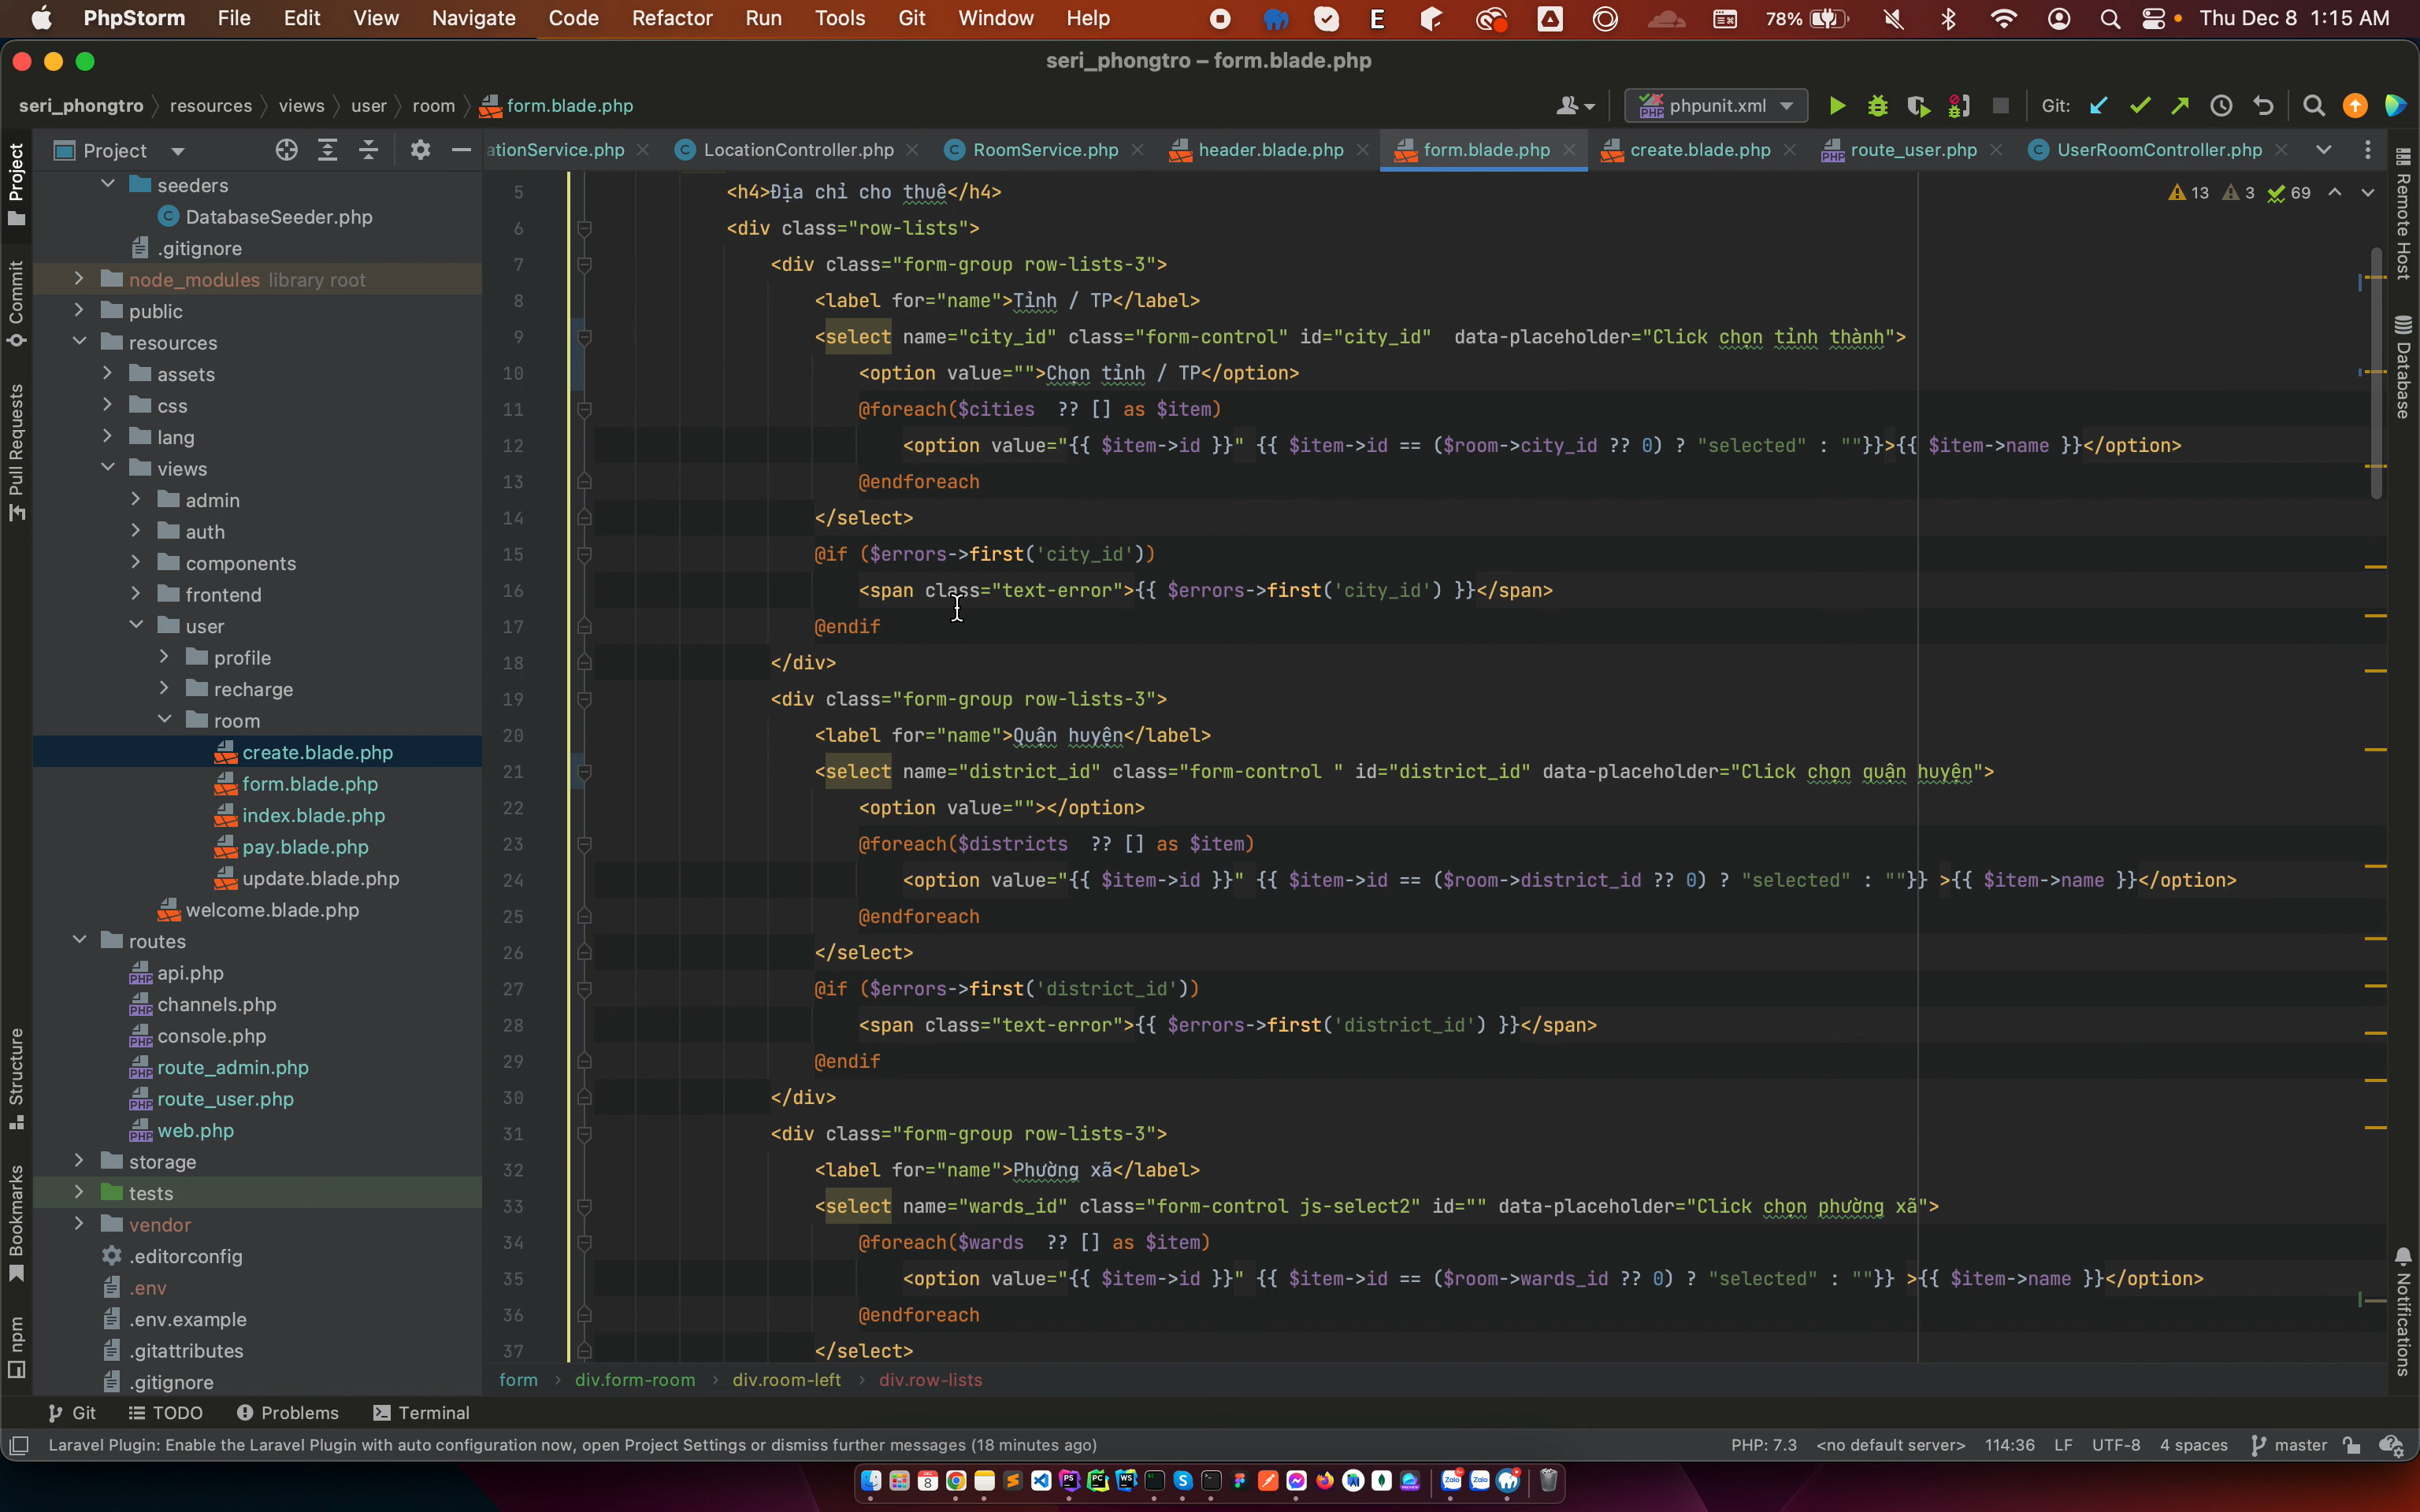 PhpStorm File Edit View Navigate Code Refactor Run Tools Git Window Help 78% Thu Dec 8 1:15 AM
seri_phongtro – form.blade.php
seri_phongtro resources views user room form.blade.php phpunit.xml Git:
Project
ationService.php LocationController.php RoomService.php header.blade.php form.blade.php create.blade.php route_user.php UserRoomController.php
13 3 69
Project
Commit
Pull Requests
Structure
Bookmarks
npm
seeders
DatabaseSeeder.php
.gitignore
node_modules library root
public
resources
assets
css
lang
views
admin
auth
components
frontend
user
profile
recharge
room
create.blade.php
form.blade.php
index.blade.php
pay.blade.php
update.blade.php
welcome.blade.php
routes
api.php
channels.php
console.php
route_admin.php
route_user.php
web.php
storage
tests
vendor
.editorconfig
.env
.env.example
.gitattributes
.gitignore
5 <h4>Địa chỉ cho thuê</h4>
6 <div class="row-lists">
7 <div class="form-group row-lists-3">
8 <label for="name">Tỉnh / TP</label>
9 <select name="city_id" class="form-control" id="city_id"  data-placeholder="Click chọn tỉnh thành">
10 <option value="">Chọn tỉnh / TP</option>
11 @foreach($cities  ?? [] as $item)
12 <option value="{{ $item->id }}" {{ $item->id == ($room->city_id ?? 0) ? "selected" : ""}}>{{ $item->name }}</option>
13 @endforeach
14 </select>
15 @if ($errors->first('city_id'))
16 <span class="text-error">{{ $errors->first('city_id') }}</span>
17 @endif
18 </div>
19 <div class="form-group row-lists-3">
20 <label for="name">Quận huyện</label>
21 <select name="district_id" class="form-control " id="district_id" data-placeholder="Click chọn quận huyện">
22 <option value=""></option>
23 @foreach($districts  ?? [] as $item)
24 <option value="{{ $item->id }}" {{ $item->id == ($room->district_id ?? 0) ? "selected" : ""}} >{{ $item->name }}</option>
25 @endforeach
26 </select>
27 @if ($errors->first('district_id'))
28 <span class="text-error">{{ $errors->first('district_id') }}</span>
29 @endif
30 </div>
31 <div class="form-group row-lists-3">
32 <label for="name">Phường xã</label>
33 <select name="wards_id" class="form-control js-select2" id="" data-placeholder="Click chọn phường xã">
34 @foreach($wards  ?? [] as $item)
35 <option value="{{ $item->id }}" {{ $item->id == ($room->wards_id ?? 0) ? "selected" : ""}} >{{ $item->name }}</option>
36 @endforeach
37 </select>
form div.form-room div.room-left div.row-lists
Remote Host
Database
Notifications
Git TODO Problems Terminal
Laravel Plugin: Enable the Laravel Plugin with auto configuration now, open Project Settings or dismiss further messages (18 minutes ago) PHP: 7.3 <no default server> 114:36 LF UTF-8 4 spaces master